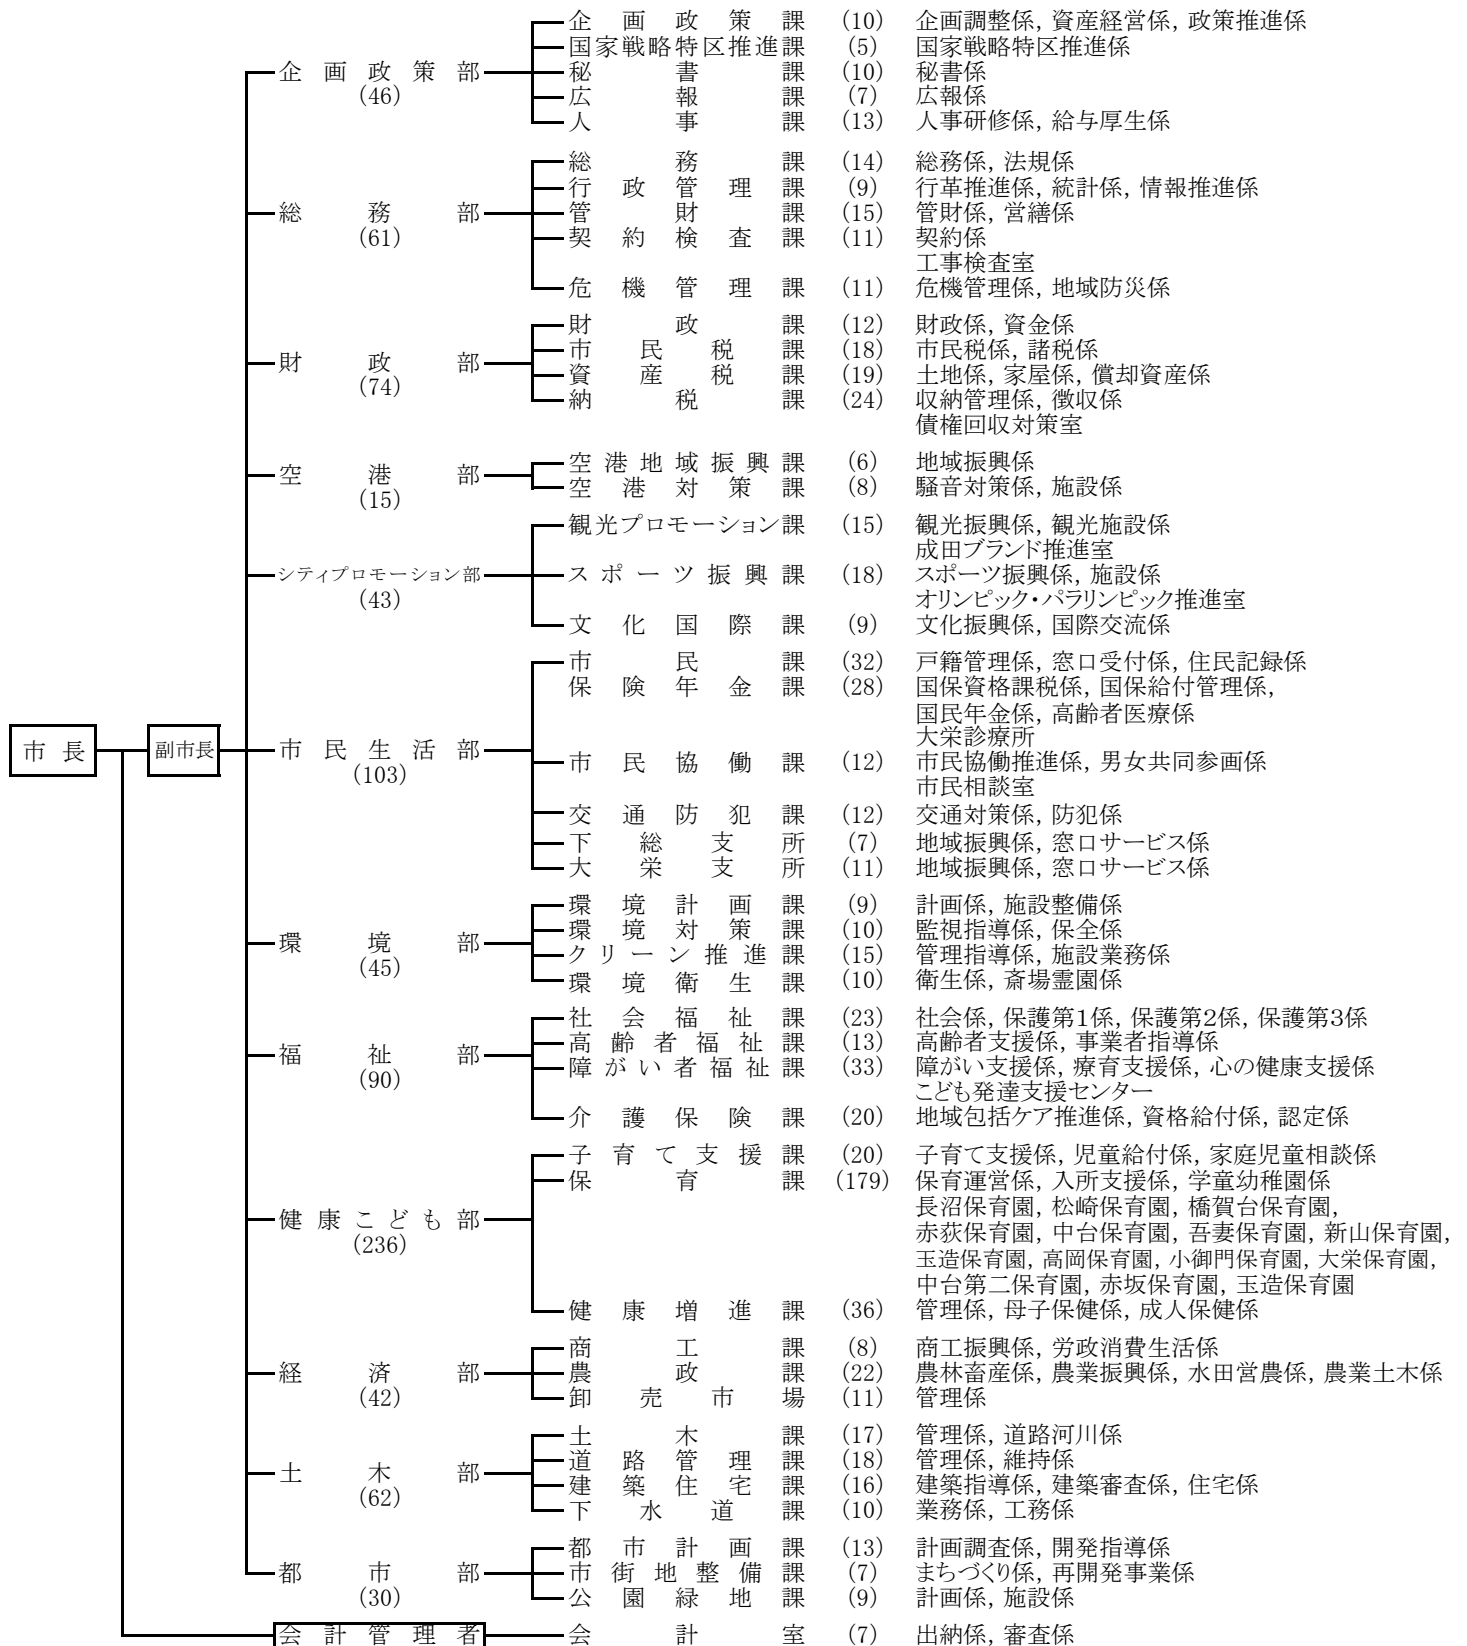 企画政策課 (10) 企画調整係, 資産経営係, 政策推進係
国家戦略特区推進課 (5) 国家戦略特区推進係
企画政策部 秘書課 (10) 秘書係
(46) 広報課 (7) 広報係
人事課 (13) 人事研修係, 給与厚生係
総務課 (14) 総務係, 法規係
行政管理課 (9) 行革推進係, 統計係, 情報推進係
総務部 管財課 (15) 管財係, 営繕係
(61) 契約検査課 (11) 契約係
工事検査室
危機管理課 (11) 危機管理係, 地域防災係
財政課 (12) 財政係, 資金係
市民税課 (18) 市民税係, 諸税係
財政部 資産税課 (19) 土地係, 家屋係, 償却資産係
(74) 納税課 (24) 収納管理係, 徴収係
債権回収対策室
空港地域振興課 (6) 地域振興係
空港部
(15) 空港対策課 (8) 騒音対策係, 施設係
観光プロモーション課 (15) 観光振興係, 観光施設係
成田ブランド推進室
シティプロモーション部 スポーツ振興課 (18) スポーツ振興係, 施設係
(43) オリンピック・パラリンピック推進室
文化国際課 (9) 文化振興係, 国際交流係
市民課 (32) 戸籍管理係, 窓口受付係, 住民記録係
保険年金課 (28) 国保資格課税係, 国保給付管理係,
国民年金係, 高齢者医療係
大栄診療所
市長 副市長 市民生活部
(103) 市民協働課 (12) 市民協働推進係, 男女共同参画係
市民相談室
交通防犯課 (12) 交通対策係, 防犯係
下総支所 (7) 地域振興係, 窓口サービス係
大栄支所 (11) 地域振興係, 窓口サービス係
環境計画課 (9) 計画係, 施設整備係
環境対策課 (10) 監視指導係, 保全係
環境部
(45) クリーン推進課 (15) 管理指導係, 施設業務係
環境衛生課 (10) 衛生係, 斎場霊園係
社会福祉課 (23) 社会係, 保護第1係, 保護第2係, 保護第3係
高齢者福祉課 (13) 高齢者支援係, 事業者指導係
福祉部
(90) 障がい者福祉課 (33) 障がい支援係, 療育支援係, 心の健康支援係
こども発達支援センター
介護保険課 (20) 地域包括ケア推進係, 資格給付係, 認定係
子育て支援課 (20) 子育て支援係, 児童給付係, 家庭児童相談係
保育課 (179) 保育運営係, 入所支援係, 学童幼稚園係
長沼保育園, 松崎保育園, 橋賀台保育園,
健康こども部 赤荻保育園, 中台保育園, 吾妻保育園, 新山保育園,
(236) 玉造保育園, 高岡保育園, 小御門保育園, 大栄保育園,
中台第二保育園, 赤坂保育園, 玉造保育園
健康増進課 (36) 管理係, 母子保健係, 成人保健係
商工課 (8) 商工振興係, 労政消費生活係
経済部 農政課 (22) 農林畜産係, 農業振興係, 水田営農係, 農業土木係
(42) 卸売市場 (11) 管理係
土木課 (17) 管理係, 道路河川係
道路管理課 (18) 管理係, 維持係
土木部
(62) 建築住宅課 (16) 建築指導係, 建築審査係, 住宅係
下水道課 (10) 業務係, 工務係
都市計画課 (13) 計画調査係, 開発指導係
都市部 市街地整備課 (7) まちづくり係, 再開発事業係
(30) 公園緑地課 (9) 計画係, 施設係
会計管理者 会計室 (7) 出納係, 審査係